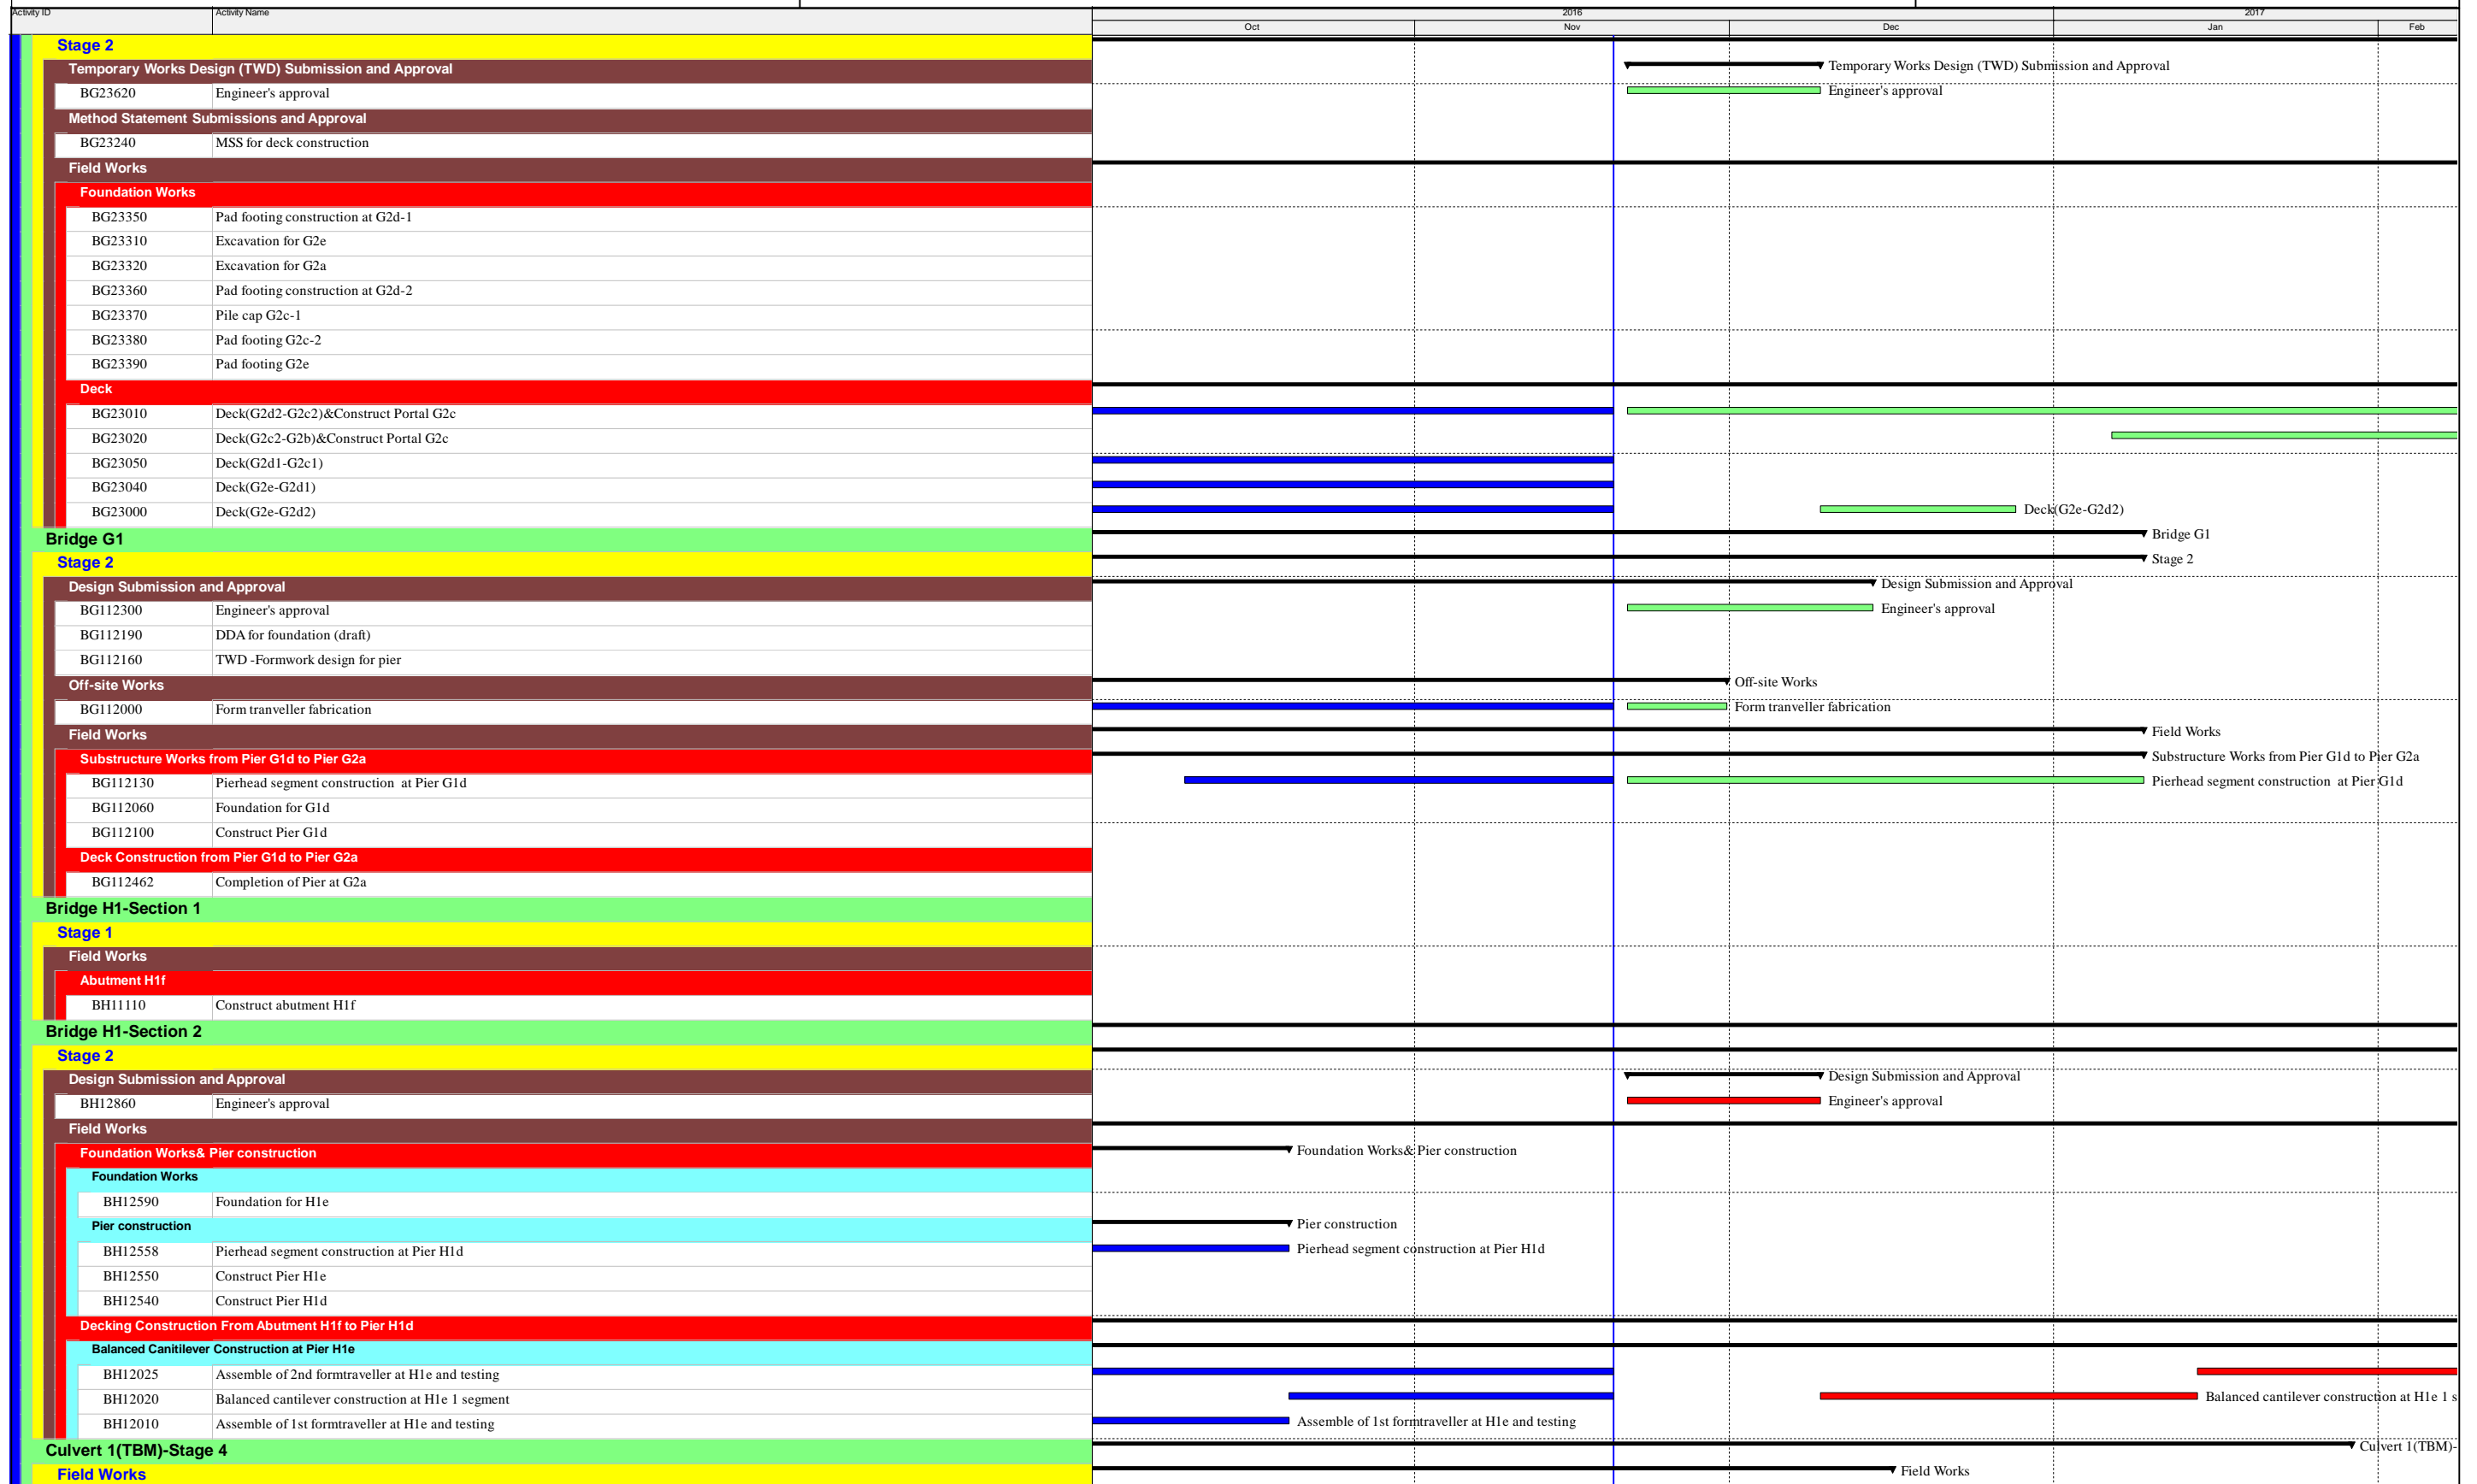 Activity ID Activity Name 2016 2017
Oct Nov Dec Jan Feb
Stage 2
Temporary Works Design (TWD) Submission and Approval Temporary Works Design (TWD) Submission and Approval
BG23620 Engineer's approval Engineer's approval
Method Statement Submissions and Approval
BG23240 MSS for deck construction
Field Works
Foundation Works
BG23350 Pad footing construction at G2d-1
BG23310 Excavation for G2e
BG23320 Excavation for G2a
BG23360 Pad footing construction at G2d-2
BG23370 Pile cap G2c-1
BG23380 Pad footing G2c-2
BG23390 Pad footing G2e
Deck
BG23010 Deck(G2d2-G2c2)&Construct Portal G2c
BG23020 Deck(G2c2-G2b)&Construct Portal G2c
BG23050 Deck(G2d1-G2c1)
BG23040 Deck(G2e-G2d1)
BG23000 Deck(G2e-G2d2) Deck(G2e-G2d2)
Bridge G1 Bridge G1
Stage 2 Stage 2
Design Submission and Approval Design Submission and Approval
BG112300 Engineer's approval Engineer's approval
BG112190 DDA for foundation (draft)
BG112160 TWD -Formwork design for pier
Off-site Works Off-site Works
BG112000 Form tranveller fabrication Form tranveller fabrication
Field Works Field Works
Substructure Works from Pier G1d to Pier G2a Substructure Works from Pier G1d to Pier G2a
BG112130 Pierhead segment construction at Pier G1d Pierhead segment construction at Pier G1d
BG112060 Foundation for G1d
BG112100 Construct Pier G1d
Deck Construction from Pier G1d to Pier G2a
BG112462 Completion of Pier at G2a
Bridge H1-Section 1
Stage 1
Field Works
Abutment H1f
BH11110 Construct abutment H1f
Bridge H1-Section 2
Stage 2
Design Submission and Approval Design Submission and Approval
BH12860 Engineer's approval Engineer's approval
Field Works
Foundation Works& Pier construction Foundation Works& Pier construction
Foundation Works
BH12590 Foundation for H1e
Pier construction Pier construction
BH12558 Pierhead segment construction at Pier H1d Pierhead segment construction at Pier H1d
BH12550 Construct Pier H1e
BH12540 Construct Pier H1d
Decking Construction From Abutment H1f to Pier H1d
Balanced Canitilever Construction at Pier H1e
BH12025 Assemble of 2nd formtraveller at H1e and testing
BH12020 Balanced cantilever construction at H1e 1 segment Balanced cantilever construction at H1e 1 s
BH12010 Assemble of 1st formtraveller at H1e and testing Assemble of 1st formtraveller at H1e and testing
Culvert 1(TBM)-Stage 4 Culvert 1(TBM)-
Field Works Field Works